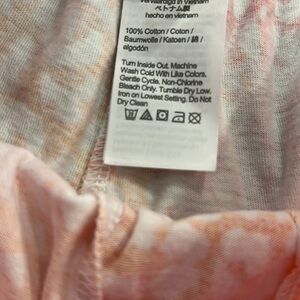 Vervaardigd in Vietnam
ベトナム製
hecho en vietnam
100% Cotton / Coton /
Baumwolle / Katoen / 綿 /
algodón
Turn Inside Out. Machine
Wash Cold With Like Colors.
Gentle Cycle. Non-Chlorine
Bleach Only. Tumble Dry Low.
Iron on Lowest Setting. Do Not
Dry Clean